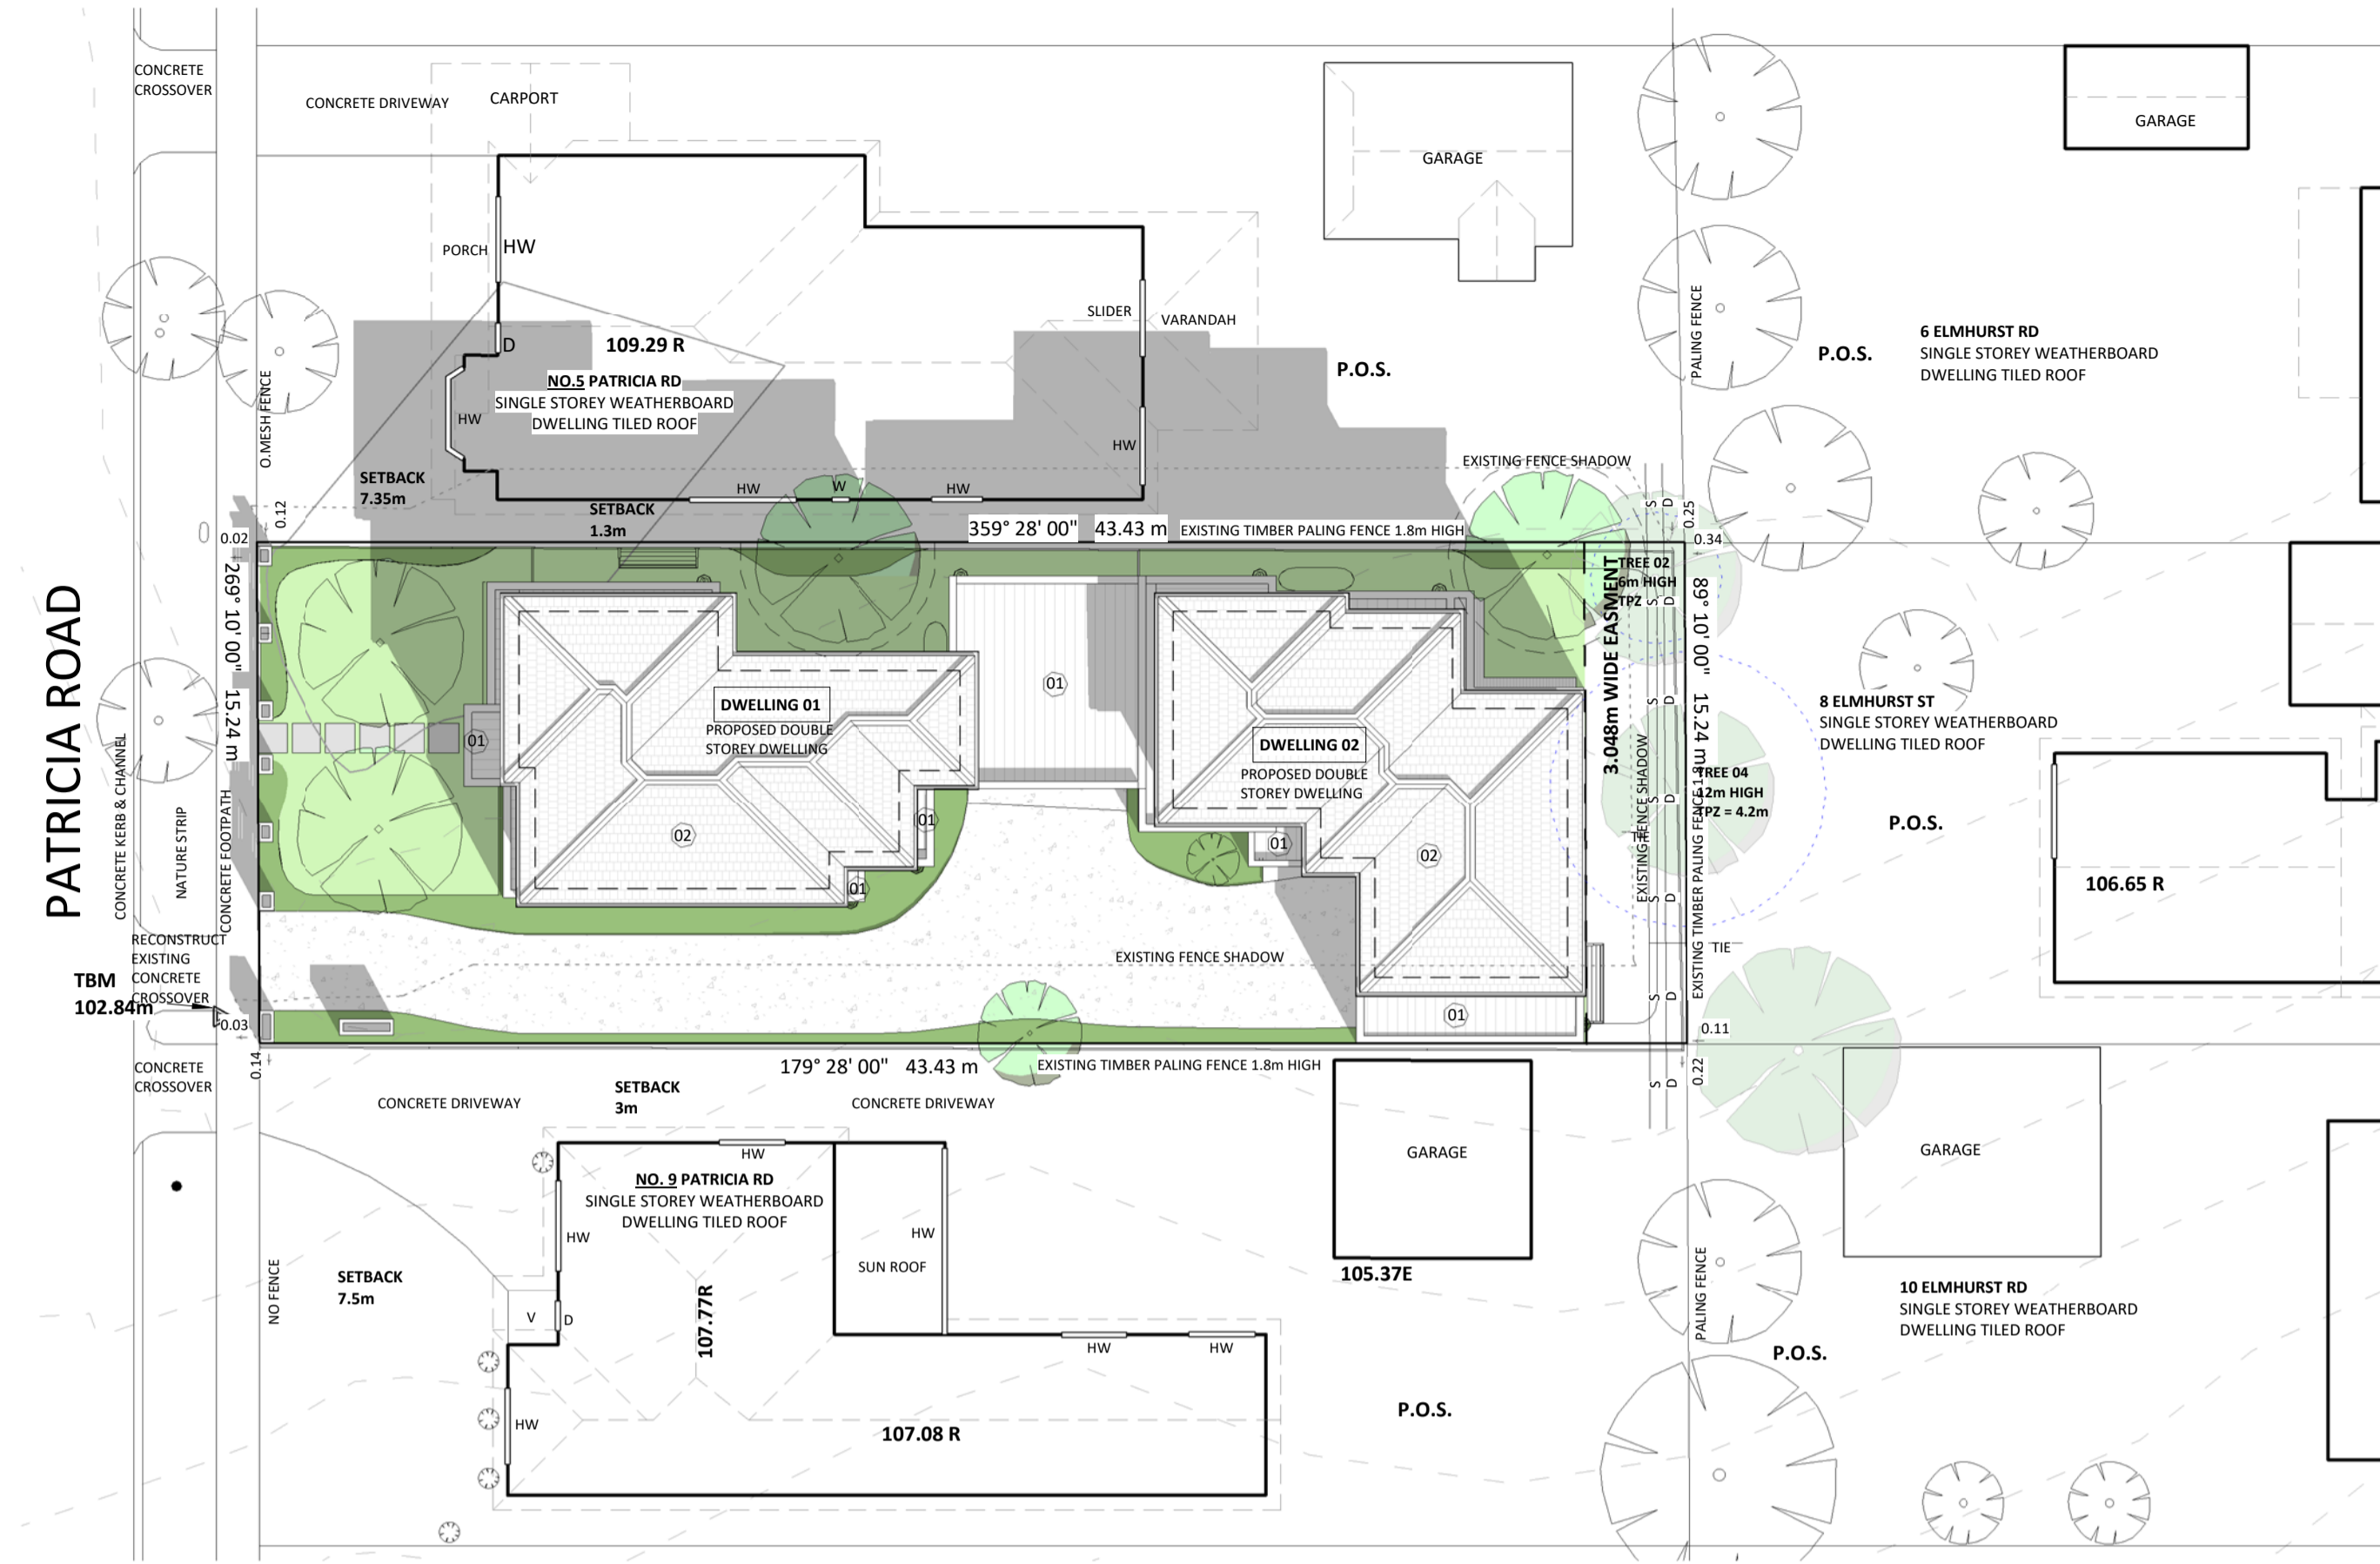 CONCRETE
CROSSOVER
CONCRETE DRIVEWAY
CARPORT
GARAGE
GARAGE
PORCH
HW
SLIDER
VARANDAH
D
109.29 R
NO.5 PATRICIA RD
SINGLE STOREY WEATHERBOARD
DWELLING TILED ROOF
HW
HW
P.O.S.
PALING FENCE
P.O.S.
6 ELMHURST RD
SINGLE STOREY WEATHERBOARD
DWELLING TILED ROOF
O.MESH FENCE
SETBACK
7.35m
0.12
HW
W
HW
SETBACK
1.3m
359° 28' 00" 43.43 m
EXISTING TIMBER PALING FENCE 1.8m HIGH
EXISTING FENCE SHADOW
S
D
0.25
0.02
0.34
PATRICIA ROAD
CONCRETE KERB & CHANNEL
NATURE STRIP
CONCRETE FOOTPATH
269° 10' 00" 15.24 m
01
DWELLING 01
PROPOSED DOUBLE
STOREY DWELLING
02
01
01
01
DWELLING 02
PROPOSED DOUBLE
STOREY DWELLING
01
02
01
3.048m WIDE EASMENT
TREE 02
6m HIGH
TPZ
S
D
S
D
S
D
S
D
S
D
89° 10' 00" 15.24 m
EXISTING FENCE SHADOW
TIE
EXISTING TIMBER PALING FENCE 1.8m
TREE 04
12m HIGH
TPZ = 4.2m
TIE
8 ELMHURST ST
SINGLE STOREY WEATHERBOARD
DWELLING TILED ROOF
P.O.S.
106.65 R
RECONSTRUCT
EXISTING
CONCRETE
CROSSOVER
TBM
102.84m
0.03
0.14
EXISTING FENCE SHADOW
0.11
0.22
S
D
CONCRETE
CROSSOVER
179° 28' 00" 43.43 m
EXISTING TIMBER PALING FENCE 1.8m HIGH
CONCRETE DRIVEWAY
SETBACK
3m
CONCRETE DRIVEWAY
HW
NO. 9 PATRICIA RD
SINGLE STOREY WEATHERBOARD
DWELLING TILED ROOF
HW
HW
SUN ROOF
GARAGE
105.37E
GARAGE
NO FENCE
SETBACK
7.5m
V
D
107.77R
HW
HW
HW
107.08 R
P.O.S.
PALING FENCE
10 ELMHURST RD
SINGLE STOREY WEATHERBOARD
DWELLING TILED ROOF
P.O.S.